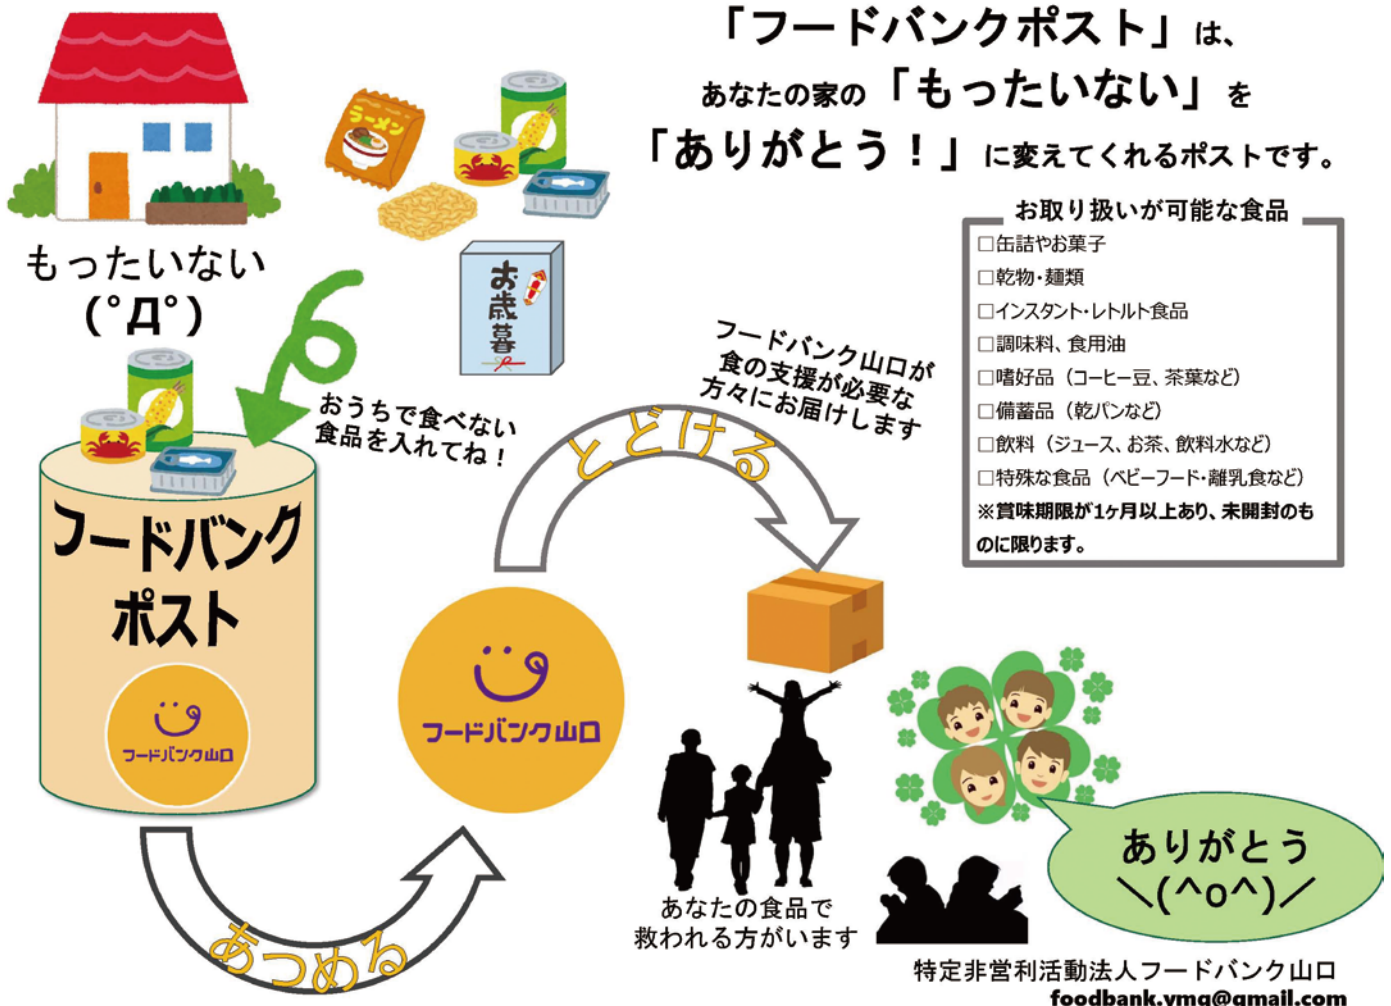 「フードバンクポスト」は、
あなたの家の「もったいない」を
「ありがとう！」に変えてくれるポストです。
ラーメン
お歳暮
もったいない
(°Д°)
おうちで食べない
食品を入れてね！
フードバンク
ポスト
フードバンク山口
あつめる
フードバンク山口
とどける
フードバンク山口が
食の支援が必要な
方々にお届けします
お取り扱いが可能な食品
□缶詰やお菓子
□乾物・麺類
□インスタント・レトルト食品
□調味料、食用油
□嗜好品（コーヒー豆、茶葉など）
□備蓄品（乾パンなど）
□飲料（ジュース、お茶、飲料水など）
□特殊な食品（ベビーフード・離乳食など）
※賞味期限が1ヶ月以上あり、未開封のも
のに限ります。
あなたの食品で
救われる方がいます
ありがとう
＼(^o^)／
特定非営利活動法人フードバンク山口
foodbank.ymg@gmail.com